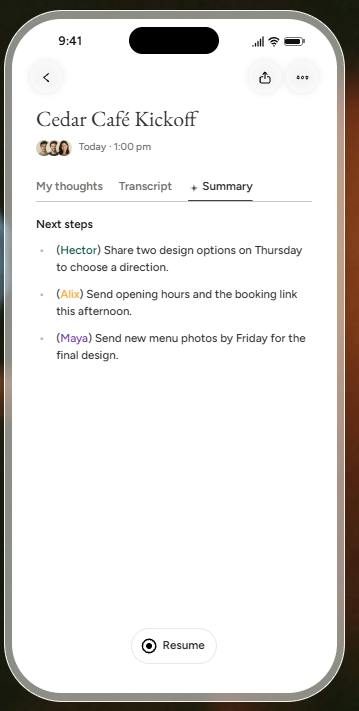 9:41
Cedar Café Kickoff
Today · 1:00 pm
My thoughts Transcript + Summary
Next steps
• (Hector) Share two design options on Thursday
to choose a direction.
• (Alix) Send opening hours and the booking link
this afternoon.
• (Maya) Send new menu photos by Friday for the
final design.
Resume